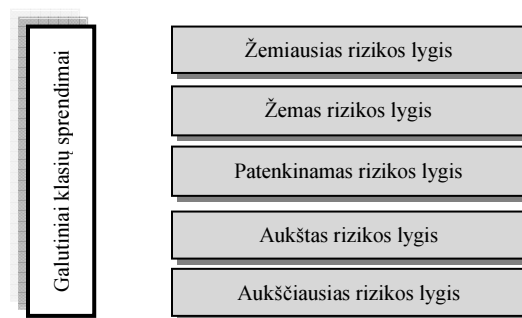 Galutiniai klasių sprendimai
Žemiausias rizikos lygis
Žemas rizikos lygis
Patenkinamas rizikos lygis
Aukštas rizikos lygis
Aukščiausias rizikos lygis